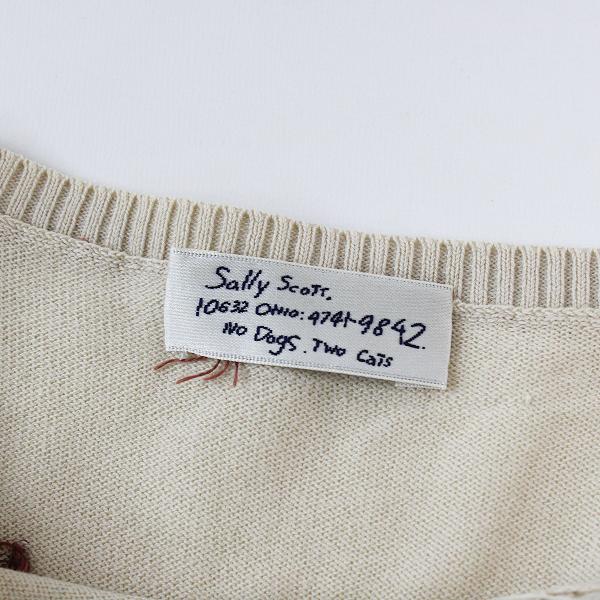 Sally Scott.
10632 OHIO: 4741-9842.
No Dogs. Two Cats